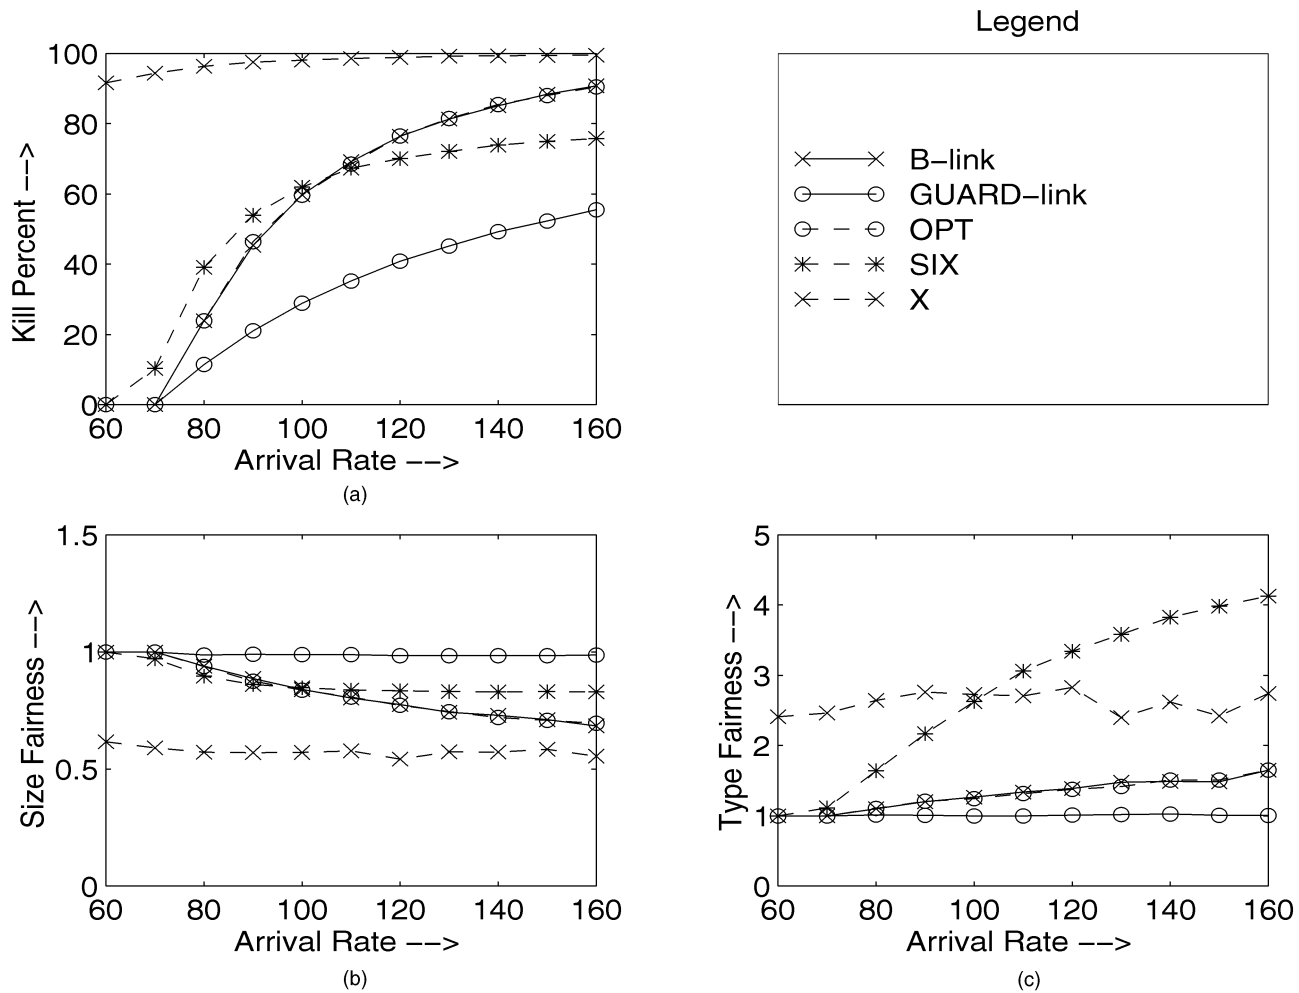 Legend
B−link
GUARD−link
OPT
SIX
X
100
80
60
40
20
0
60 80 100 120 140 160
Kill Percent −−>
Arrival Rate −−>
(a)
1.5
1
0.5
0
60 80 100 120 140 160
Size Fairness −−>
Arrival Rate −−>
(b)
5
4
3
2
1
0
60 80 100 120 140 160
Type Fairness −−>
Arrival Rate −−>
(c)